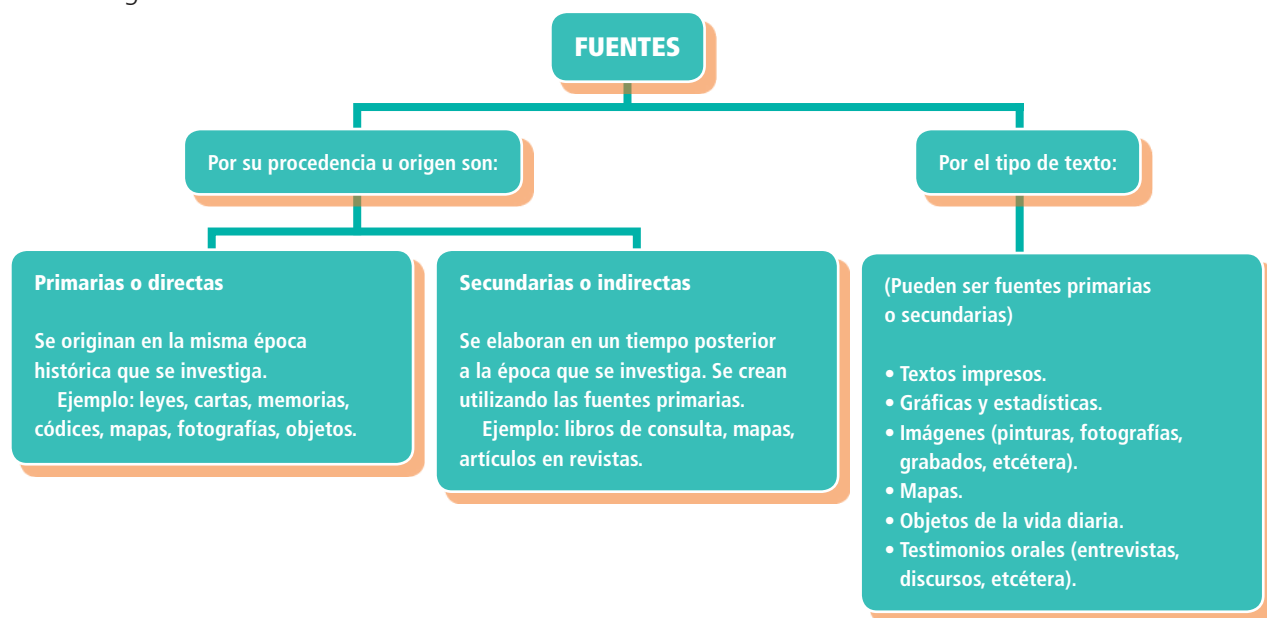 FUENTES
Por su procedencia u origen son:
Por el tipo de texto:
Primarias o directas
Se originan en la misma época
histórica que se investiga.
Ejemplo: leyes, cartas, memorias,
códices, mapas, fotografías, objetos.
Secundarias o indirectas
Se elaboran en un tiempo posterior
a la época que se investiga. Se crean
utilizando las fuentes primarias.
Ejemplo: libros de consulta, mapas,
artículos en revistas.
(Pueden ser fuentes primarias
o secundarias)
• Textos impresos.
• Gráficas y estadísticas.
• Imágenes (pinturas, fotografías,
grabados, etcétera).
• Mapas.
• Objetos de la vida diaria.
• Testimonios orales (entrevistas,
discursos, etcétera).